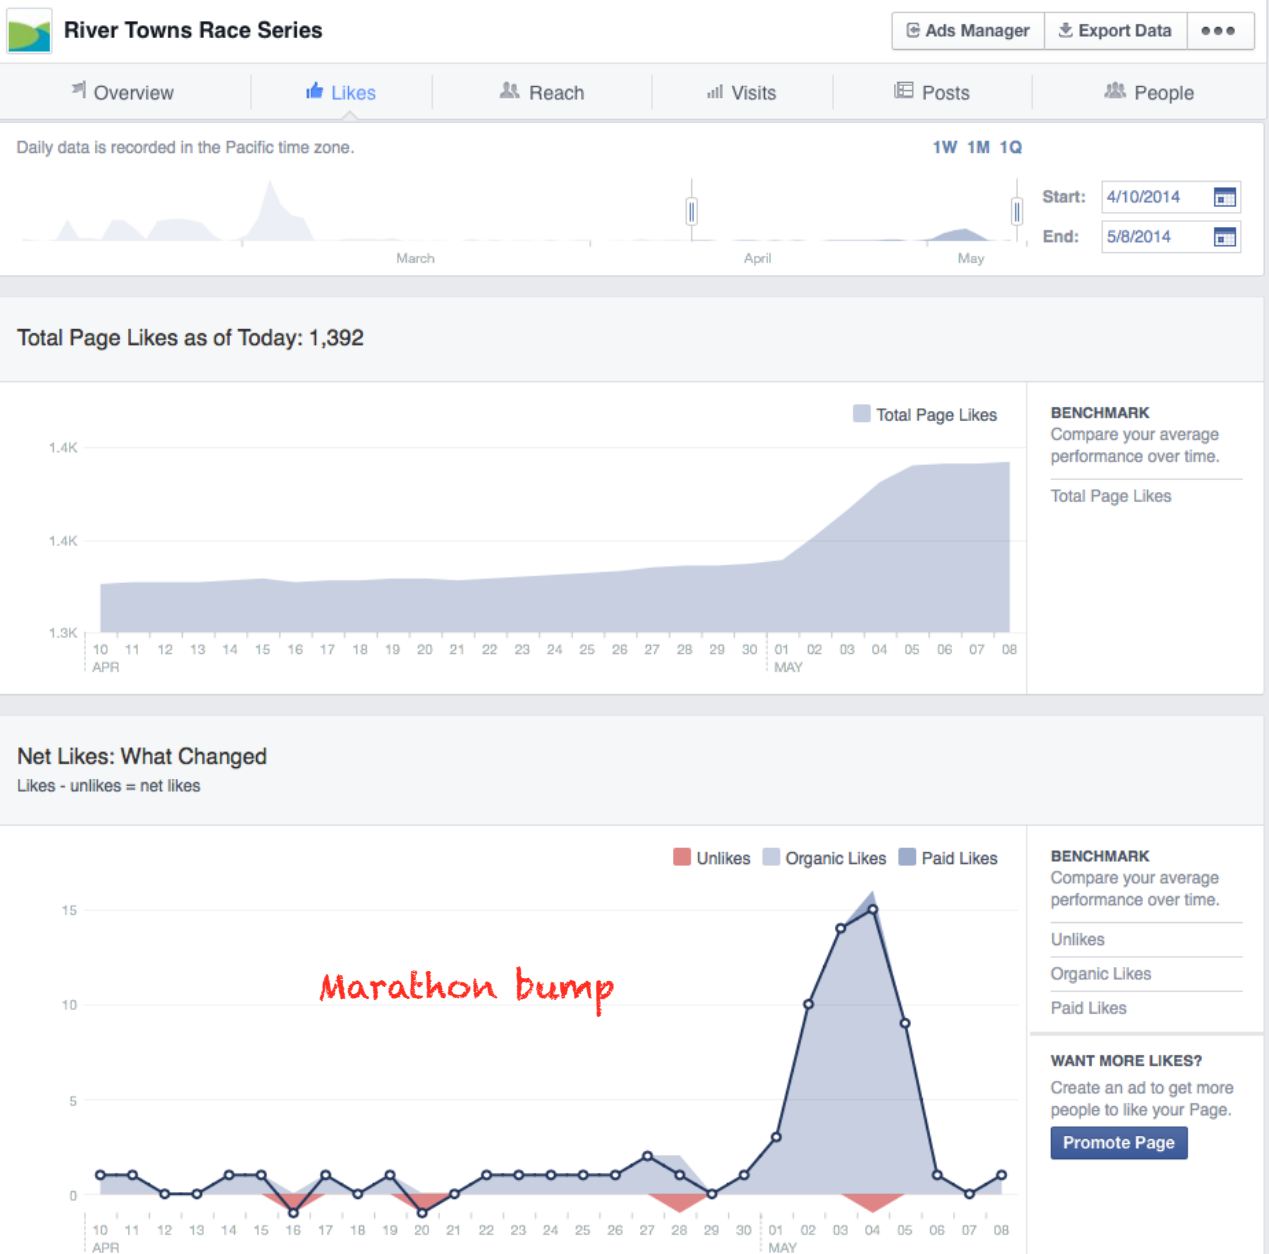 River Towns Race Series
Ads Manager Export Data
Overview Likes Reach Visits Posts People
Daily data is recorded in the Pacific time zone.
1W 1M 1Q
Start: 4/10/2014
End: 5/8/2014
March April May
Total Page Likes as of Today: 1,392
Total Page Likes
1.4K
1.4K
1.3K
10 11 12 13 14 15 16 17 18 19 20 21 22 23 24 25 26 27 28 29 30 01 02 03 04 05 06 07 08
APR MAY
BENCHMARK
Compare your average
performance over time.
Total Page Likes
Net Likes: What Changed
Likes - unlikes = net likes
Unlikes Organic Likes Paid Likes
15
10
5
0
Marathon bump
10 11 12 13 14 15 16 17 18 19 20 21 22 23 24 25 26 27 28 29 30 01 02 03 04 05 06 07 08
APR MAY
BENCHMARK
Compare your average
performance over time.
Unlikes
Organic Likes
Paid Likes
WANT MORE LIKES?
Create an ad to get more
people to like your Page.
Promote Page